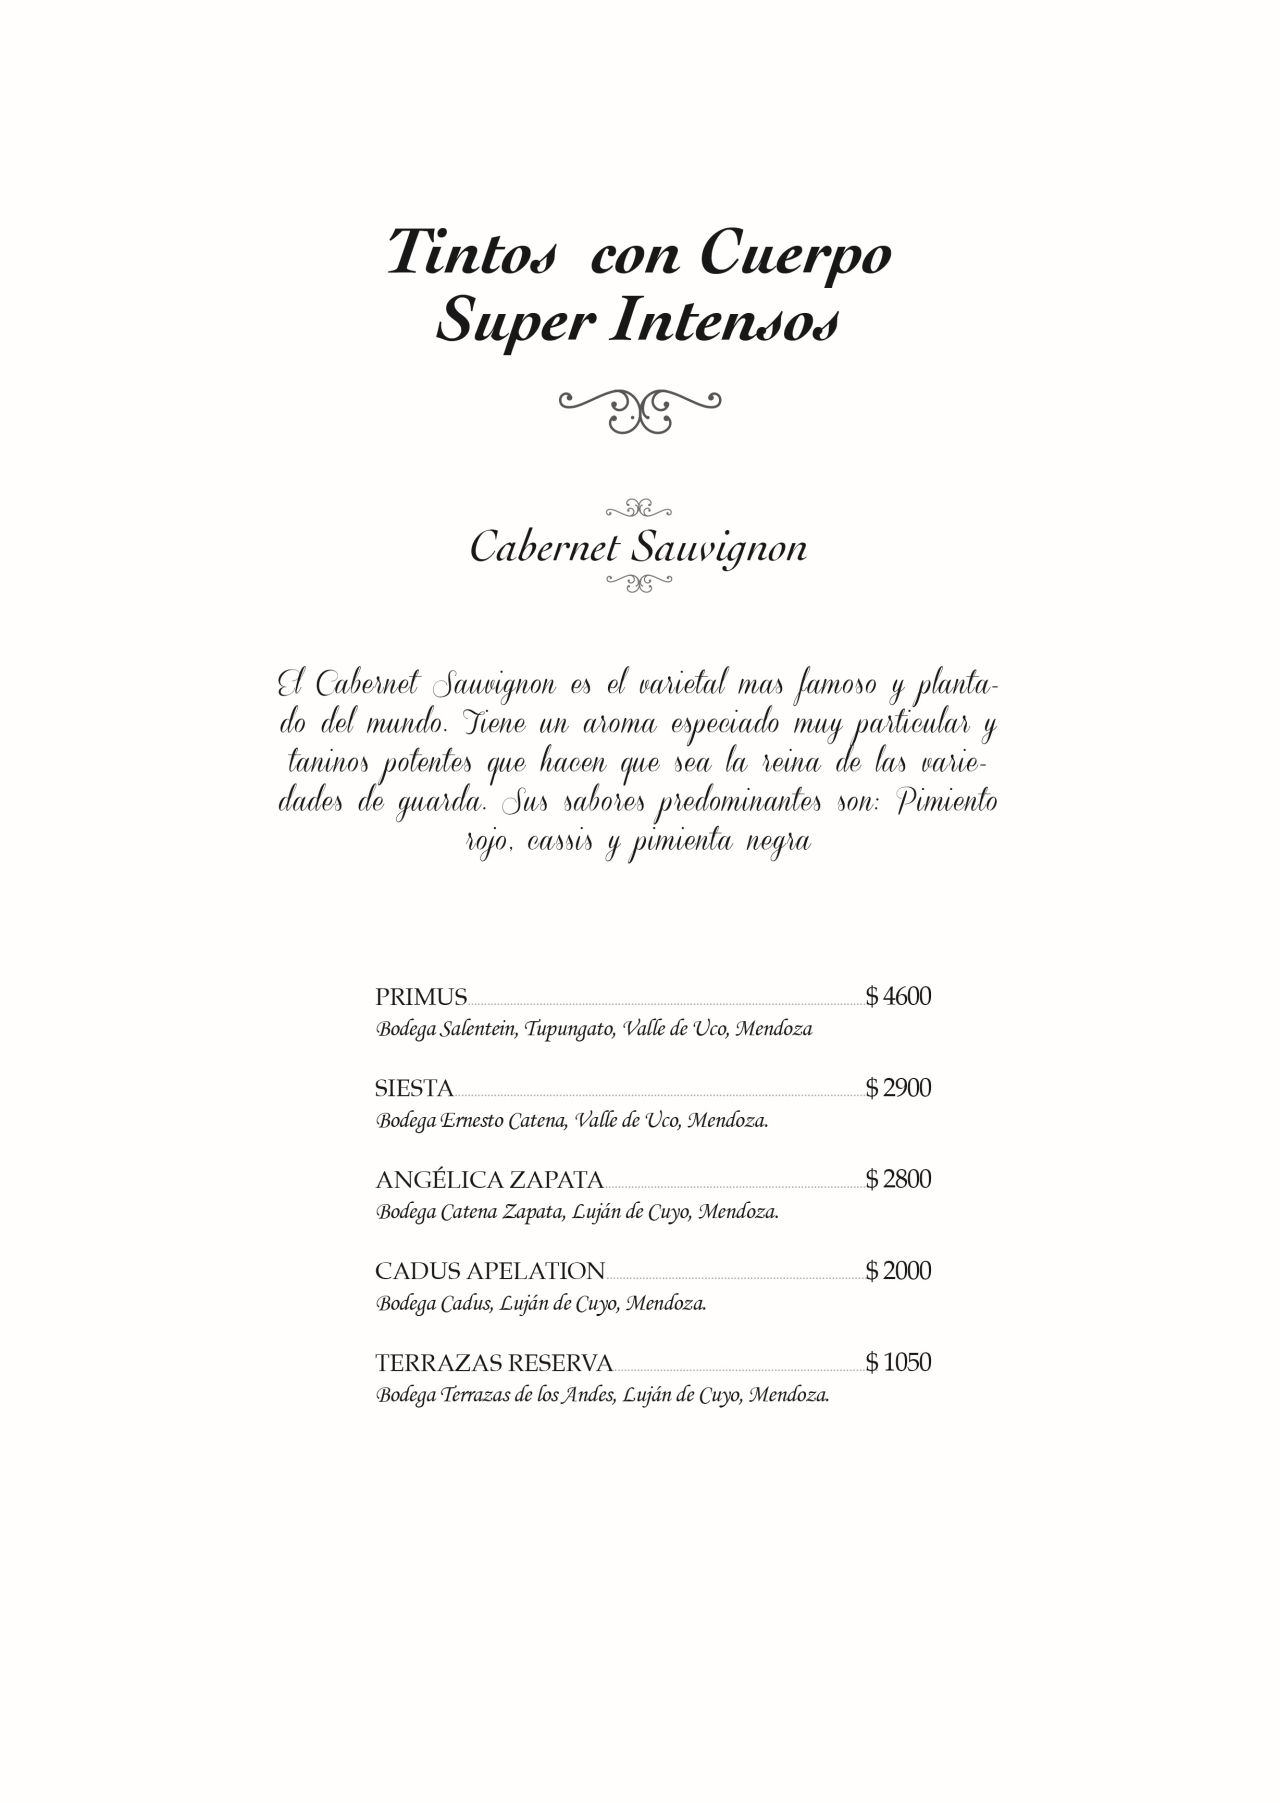 Tintos con Cuerpo
Super Intensos
Cabernet Sauvignon
El Cabernet Sauvignon es el varietal mas famoso y planta-
do del mundo. Tiene un aroma especiado muy particular y
taninos potentes que hacen que sea la reina de las varie-
dades de guarda. Sus sabores predominantes son: Pimiento
rojo, cassis y pimienta negra
PRIMUS $ 4600
Bodega Salentein, Tupungato, Valle de Uco, Mendoza
SIESTA $ 2900
Bodega Ernesto Catena, Valle de Uco, Mendoza.
ANGÉLICA ZAPATA $ 2800
Bodega Catena Zapata, Luján de Cuyo, Mendoza.
CADUS APELATION $ 2000
Bodega Cadus, Luján de Cuyo, Mendoza.
TERRAZAS RESERVA $ 1050
Bodega Terrazas de los Andes, Luján de Cuyo, Mendoza.